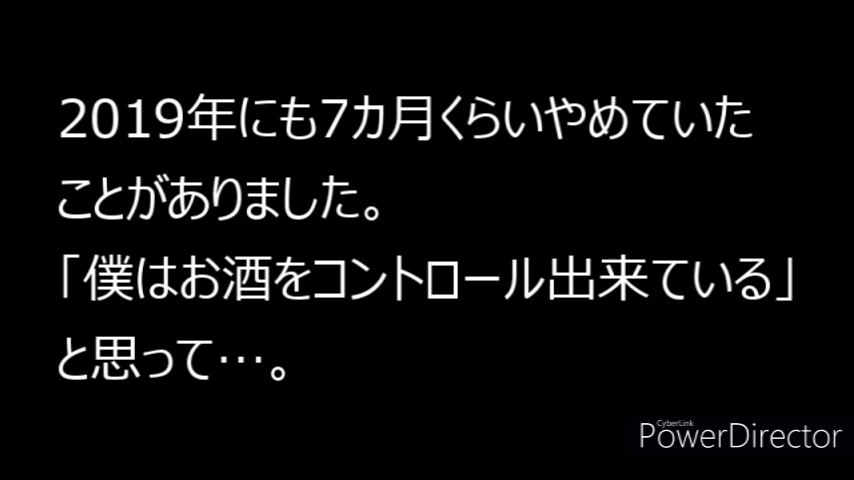 2019年にも7カ月くらいやめていた
ことがありました。
「僕はお酒をコントロール出来ている」
と思って…。
CyberLink
PowerDirector